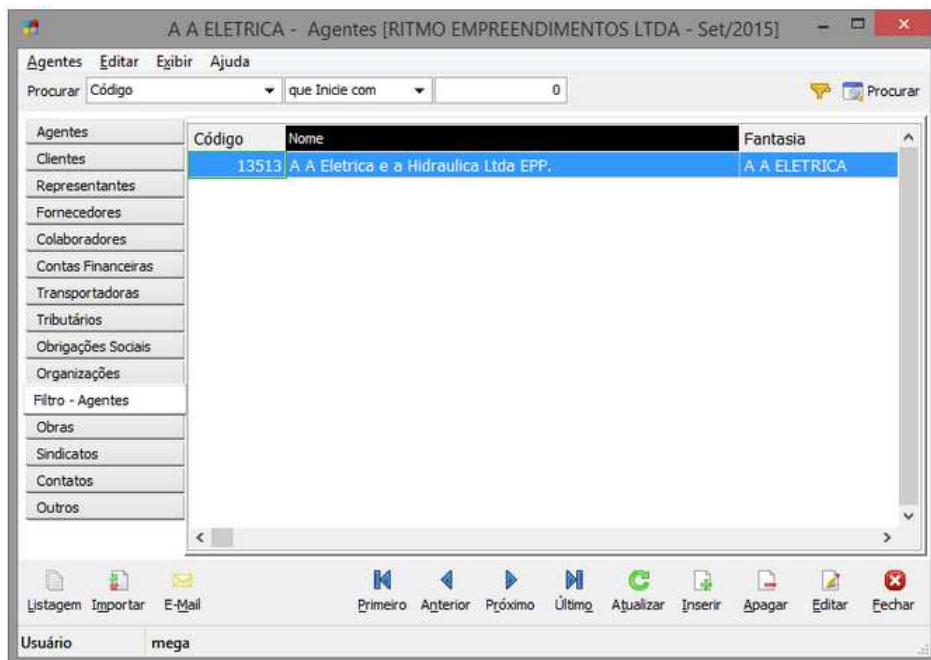 A A ELETRICA - Agentes [RITMO EMPREENDIMENTOS LTDA - Set/2015]
Agentes Editar Exibir Ajuda
Procurar Código que Inicie com 0 Procurar
Agentes
Clientes
Representantes
Fornecedores
Colaboradores
Contas Financeiras
Transportadoras
Tributários
Obrigações Sociais
Organizações
Filtro - Agentes
Obras
Sindicatos
Contatos
Outros
Código Nome Fantasia
13513 A A Eletrica e a Hidraulica Ltda EPP. A A ELETRICA
Listagem Importar E-Mail Primeiro Anterior Próximo Último Atualizar Inserir Apagar Editar Fechar
Usuário mega